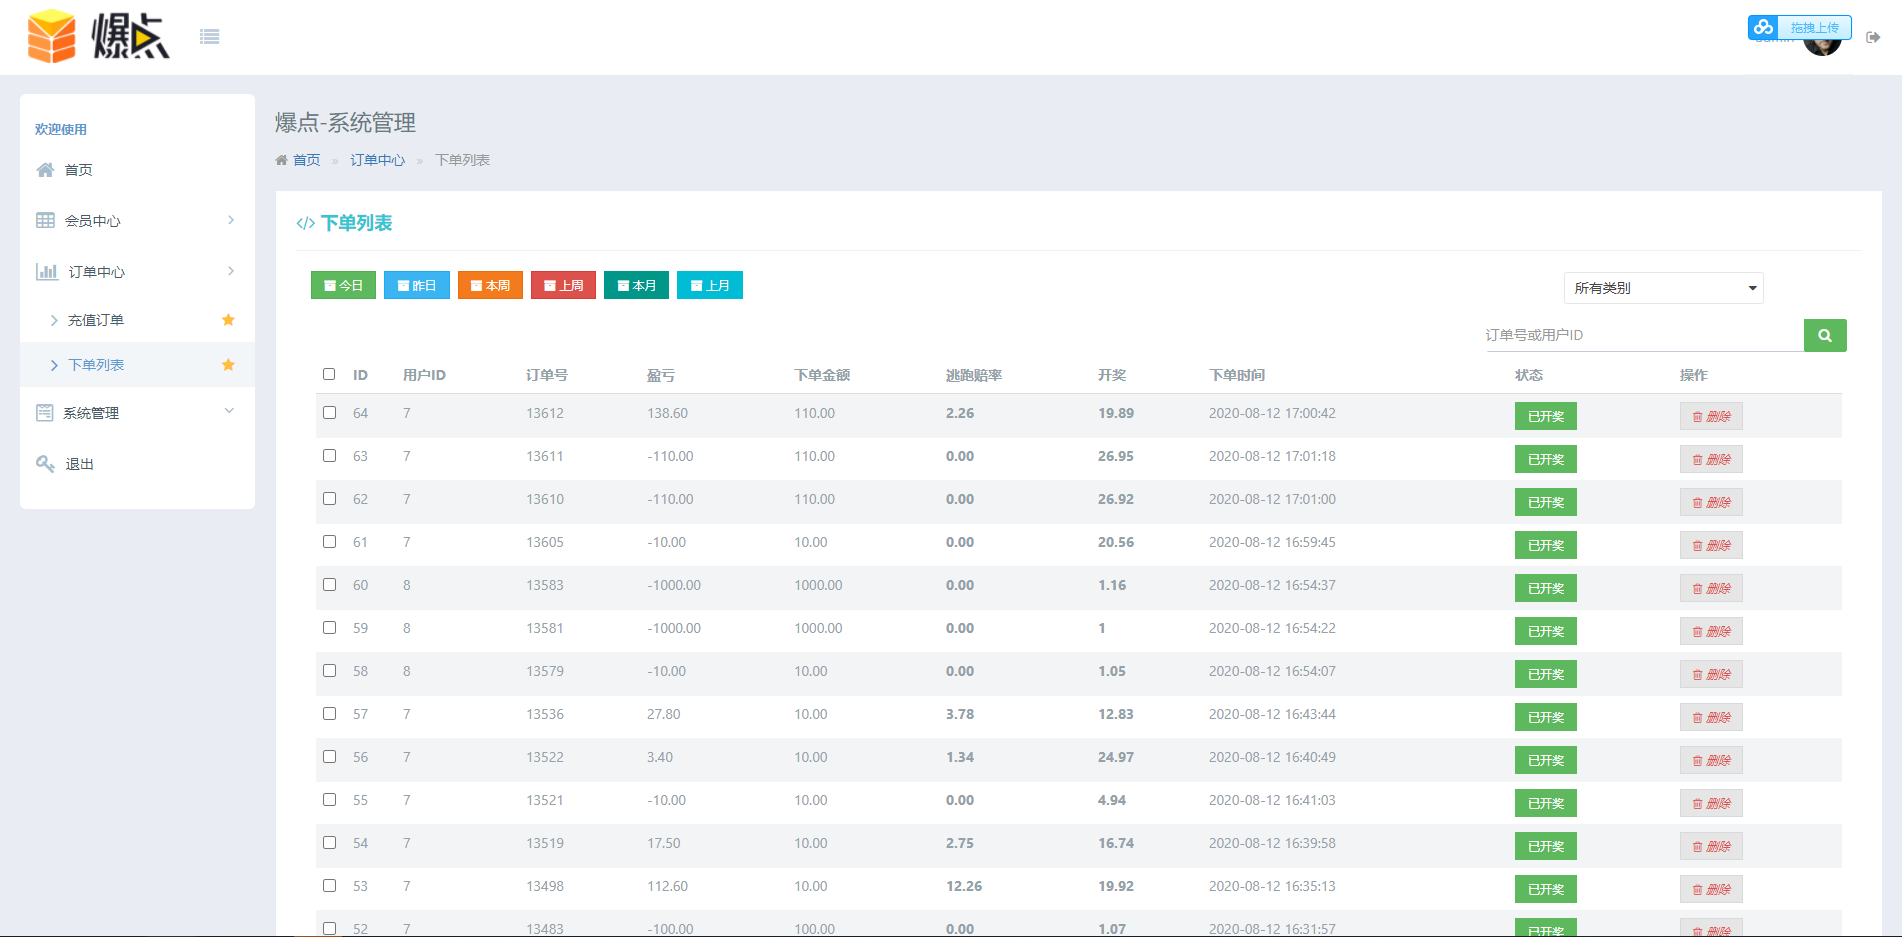 爆点
拖拽上传
欢迎使用
首页
会员中心
订单中心
充值订单
下单列表
系统管理
退出
爆点-系统管理
首页 » 订单中心 » 下单列表
</> 下单列表
今日 昨日 本周 上周 本月 上月
所有类别
订单号或用户ID
ID 用户ID 订单号 盈亏 下单金额 逃跑赔率 开奖 下单时间 状态 操作
64 7 13612 138.60 110.00 2.26 19.89 2020-08-12 17:00:42 已开奖 删除
63 7 13611 -110.00 110.00 0.00 26.95 2020-08-12 17:01:18 已开奖 删除
62 7 13610 -110.00 110.00 0.00 26.92 2020-08-12 17:01:00 已开奖 删除
61 7 13605 -10.00 10.00 0.00 20.56 2020-08-12 16:59:45 已开奖 删除
60 8 13583 -1000.00 1000.00 0.00 1.16 2020-08-12 16:54:37 已开奖 删除
59 8 13581 -1000.00 1000.00 0.00 1 2020-08-12 16:54:22 已开奖 删除
58 8 13579 -10.00 10.00 0.00 1.05 2020-08-12 16:54:07 已开奖 删除
57 7 13536 27.80 10.00 3.78 12.83 2020-08-12 16:43:44 已开奖 删除
56 7 13522 3.40 10.00 1.34 24.97 2020-08-12 16:40:49 已开奖 删除
55 7 13521 -10.00 10.00 0.00 4.94 2020-08-12 16:41:03 已开奖 删除
54 7 13519 17.50 10.00 2.75 16.74 2020-08-12 16:39:58 已开奖 删除
53 7 13498 112.60 10.00 12.26 19.92 2020-08-12 16:35:13 已开奖 删除
52 7 13483 -100.00 100.00 0.00 1.07 2020-08-12 16:31:57 已开奖 删除